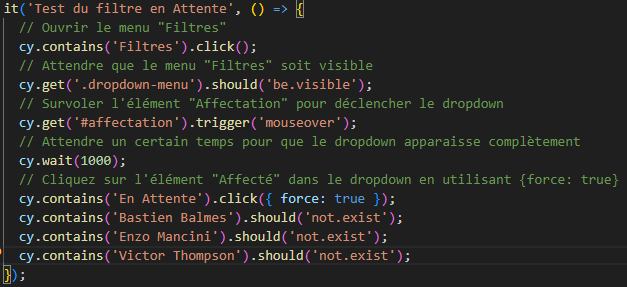 it('Test du filtre en Attente', () => {
// Ouvrir le menu "Filtres"
cy.contains('Filtres').click();
// Attendre que le menu "Filtres" soit visible
cy.get('.dropdown-menu').should('be.visible');
// Survoler l'élément "Affectation" pour déclencher le dropdown
cy.get('#affectation').trigger('mouseover');
// Attendre un certain temps pour que le dropdown apparaisse complètement
cy.wait(1000);
// Cliquez sur l'élément "Affecté" dans le dropdown en utilisant {force: true}
cy.contains('En Attente').click({ force: true });
cy.contains('Bastien Balmes').should('not.exist');
cy.contains('Enzo Mancini').should('not.exist');
cy.contains('Victor Thompson').should('not.exist');
});